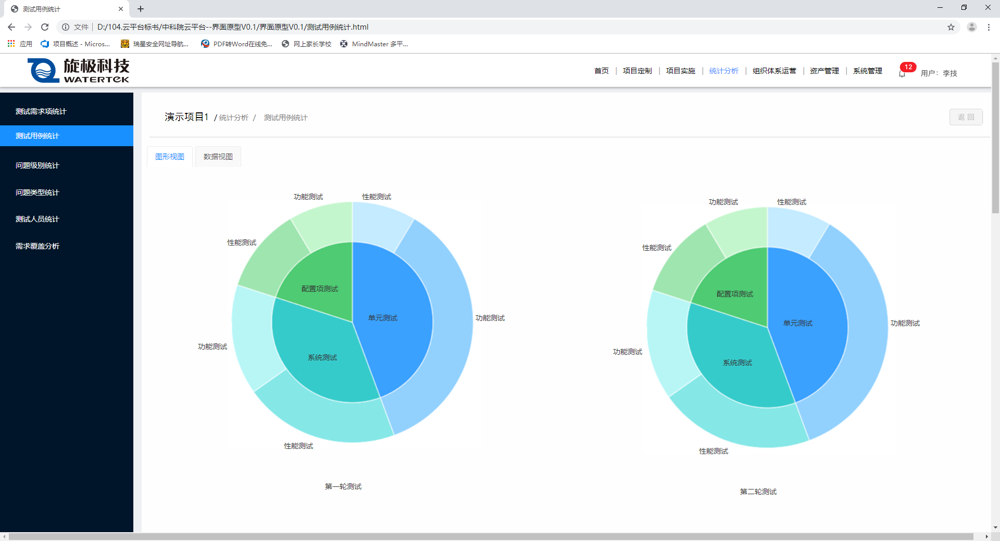 测试用例统计
文件 D:/104.云平台标书/中科院云平台--界面原型V0.1/界面原型V0.1/测试用例统计.html
应用 项目概述 - Micros... 瑞星安全网址导航... PDF转Word在线免... 网上家长学校 MindMaster 多平...
旋极科技
WATERTEK
首页 | 项目定制 | 项目实施 | 统计分析 | 组织体系运营 | 资产管理 | 系统管理 12 用户：李技
测试需求项统计
测试用例统计
问题级别统计
问题类型统计
测试人员统计
需求覆盖分析
演示项目1 / 统计分析 / 测试用例统计
返 回
图形视图 数据视图
功能测试 性能测试
性能测试
配置项测试
单元测试
功能测试
功能测试
系统测试
性能测试
第一轮测试
功能测试 性能测试
性能测试
配置项测试
单元测试
功能测试
功能测试
系统测试
性能测试
第二轮测试